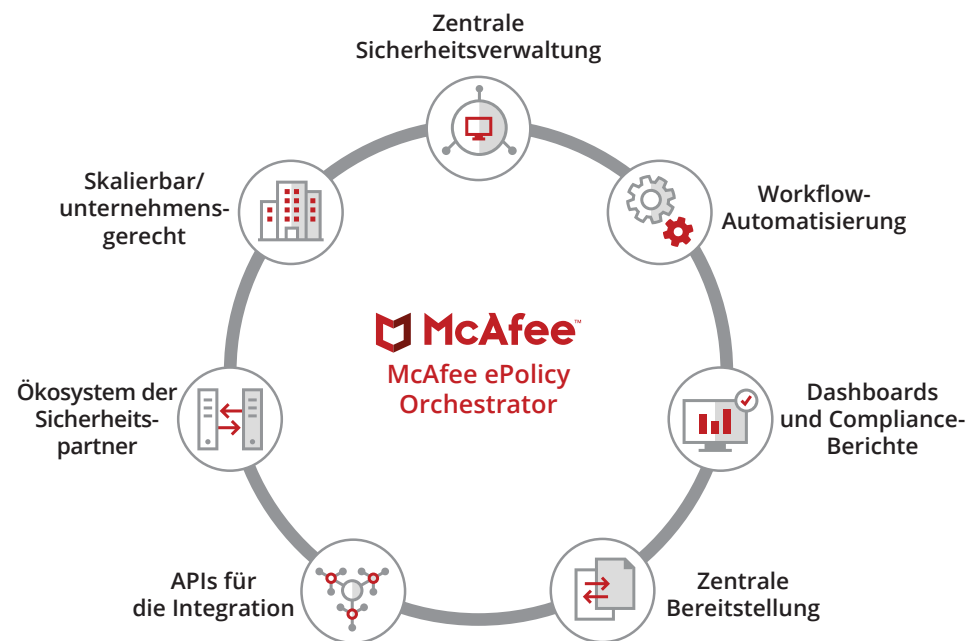 Zentrale
Sicherheitsverwaltung
Workflow-
Automatisierung
Dashboards
und Compliance-
Berichte
Zentrale
Bereitstellung
APIs für
die Integration
Ökosystem der
Sicherheits-
partner
Skalierbar/
unternehmens-
gerecht
McAfee™
McAfee ePolicy
Orchestrator